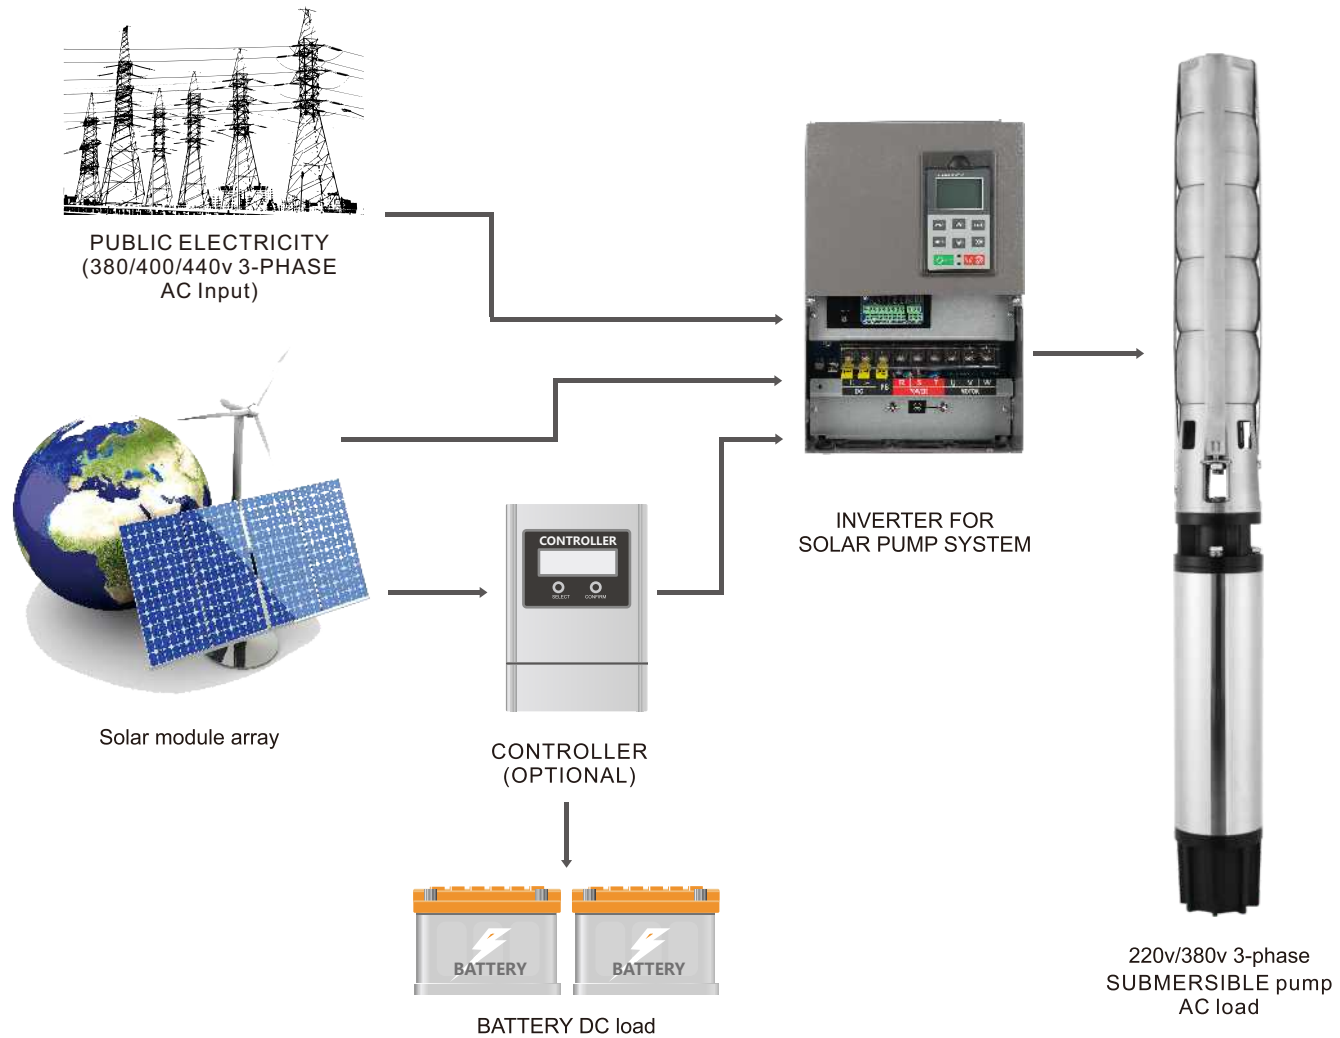 PUBLIC ELECTRICITY
(380/400/440v 3-PHASE
AC Input)
INVERTER FOR
SOLAR PUMP SYSTEM
CONTROLLER
SELECT CONFIRM
Solar module array
CONTROLLER
(OPTIONAL)
BATTERY
BATTERY
BATTERY DC load
220v/380v 3-phase
SUBMERSIBLE pump
AC load